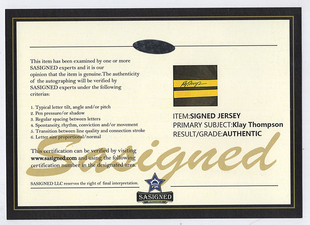 This item has been examined by one or more
SASIGNED experts and it is our
opinion that the item is genuine.The authenticity
of the autographing will be verified by
SASIGNED experts under the following
criterias:
1. Typical letter tilt, angle and/or pitch
2. Pen pressure/or shadow
3. Regular spacing between letters
4. Spontaneity, rhythm, conviction and/or movement
5. Transition between line quality and connection stroke
6. Letter size proportional/normal
This certification can be verified by visiting
www.sasigned.com and using the following
certification number in the designated area
SASIGNED LLC reserves the right of final interpretation.
ITEM:SIGNED JERSEY
PRIMARY SUBJECT:Klay Thompson
RESULT/GRADE:AUTHENTIC
Sasigned
SASIGNED